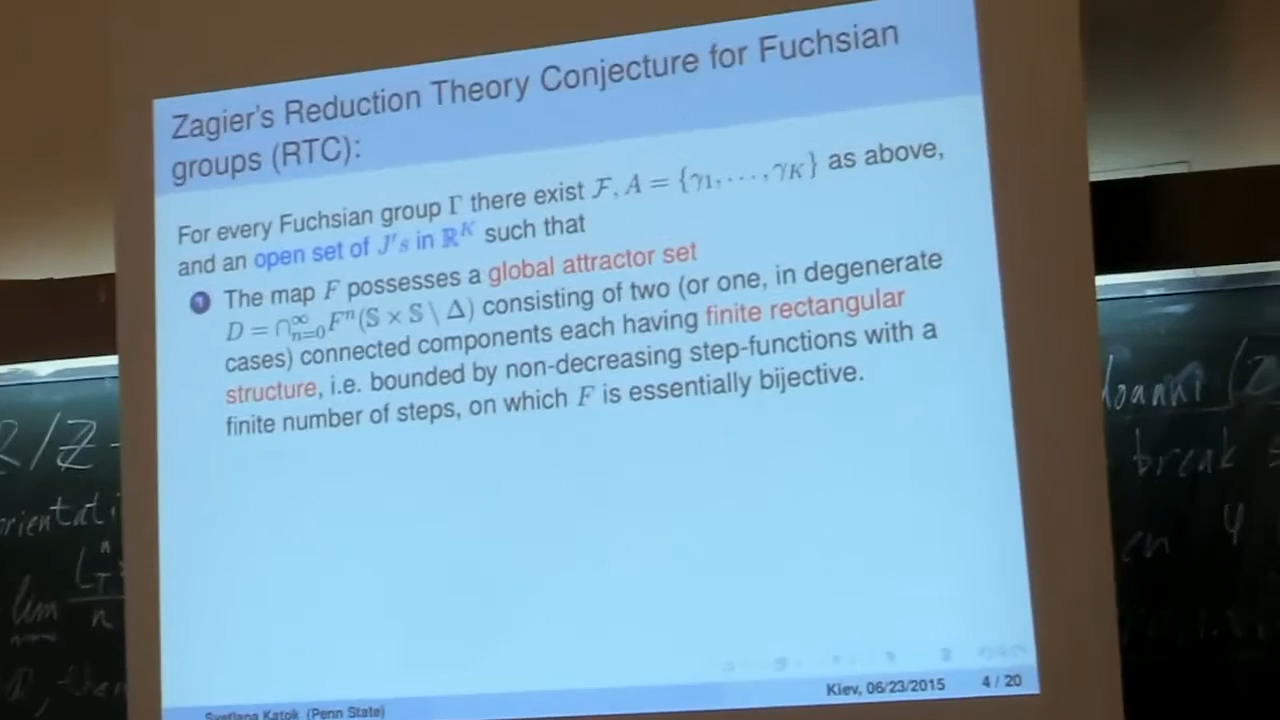 Zagier's Reduction Theory Conjecture for Fuchsian
groups (RTC):
For every Fuchsian group Γ there exist ℱ, A = {γ₁, ⋯, γ_K} as above,
and an open set of J's in ℝ^K such that
1 The map F possesses a global attractor set
D = ∩_{n=0}^∞ F^n(𝕊 × 𝕊 \ Δ) consisting of two (or one, in degenerate
cases) connected components each having finite rectangular
structure, i.e. bounded by non-decreasing step-functions with a
finite number of steps, on which F is essentially bijective.
Svetlana Katok (Penn State)
Kiev, 06/23/2015
4 / 20
R/Z
lim
n
break
en